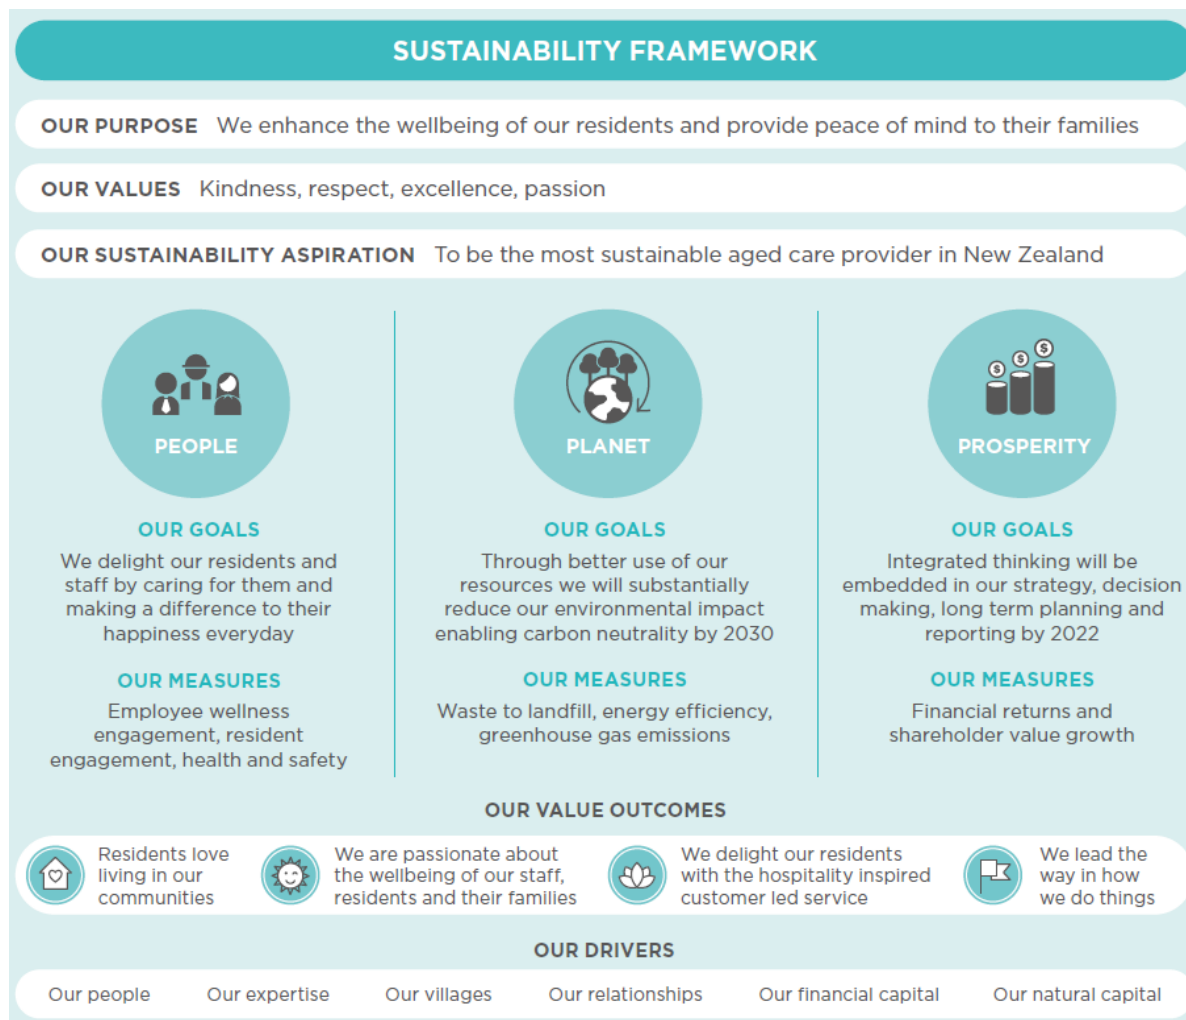 SUSTAINABILITY FRAMEWORK
OUR PURPOSE We enhance the wellbeing of our residents and provide peace of mind to their families
OUR VALUES Kindness, respect, excellence, passion
OUR SUSTAINABILITY ASPIRATION To be the most sustainable aged care provider in New Zealand
PEOPLE
OUR GOALS
We delight our residents and
staff by caring for them and
making a difference to their
happiness everyday
OUR MEASURES
Employee wellness
engagement, resident
engagement, health and safety
PLANET
OUR GOALS
Through better use of our
resources we will substantially
reduce our environmental impact
enabling carbon neutrality by 2030
OUR MEASURES
Waste to landfill, energy efficiency,
greenhouse gas emissions
$ $ $
PROSPERITY
OUR GOALS
Integrated thinking will be
embedded in our strategy, decision
making, long term planning and
reporting by 2022
OUR MEASURES
Financial returns and
shareholder value growth
OUR VALUE OUTCOMES
Residents love
living in our
communities
We are passionate about
the wellbeing of our staff,
residents and their families
We delight our residents
with the hospitality inspired
customer led service
We lead the
way in how
we do things
OUR DRIVERS
Our people Our expertise Our villages Our relationships Our financial capital Our natural capital